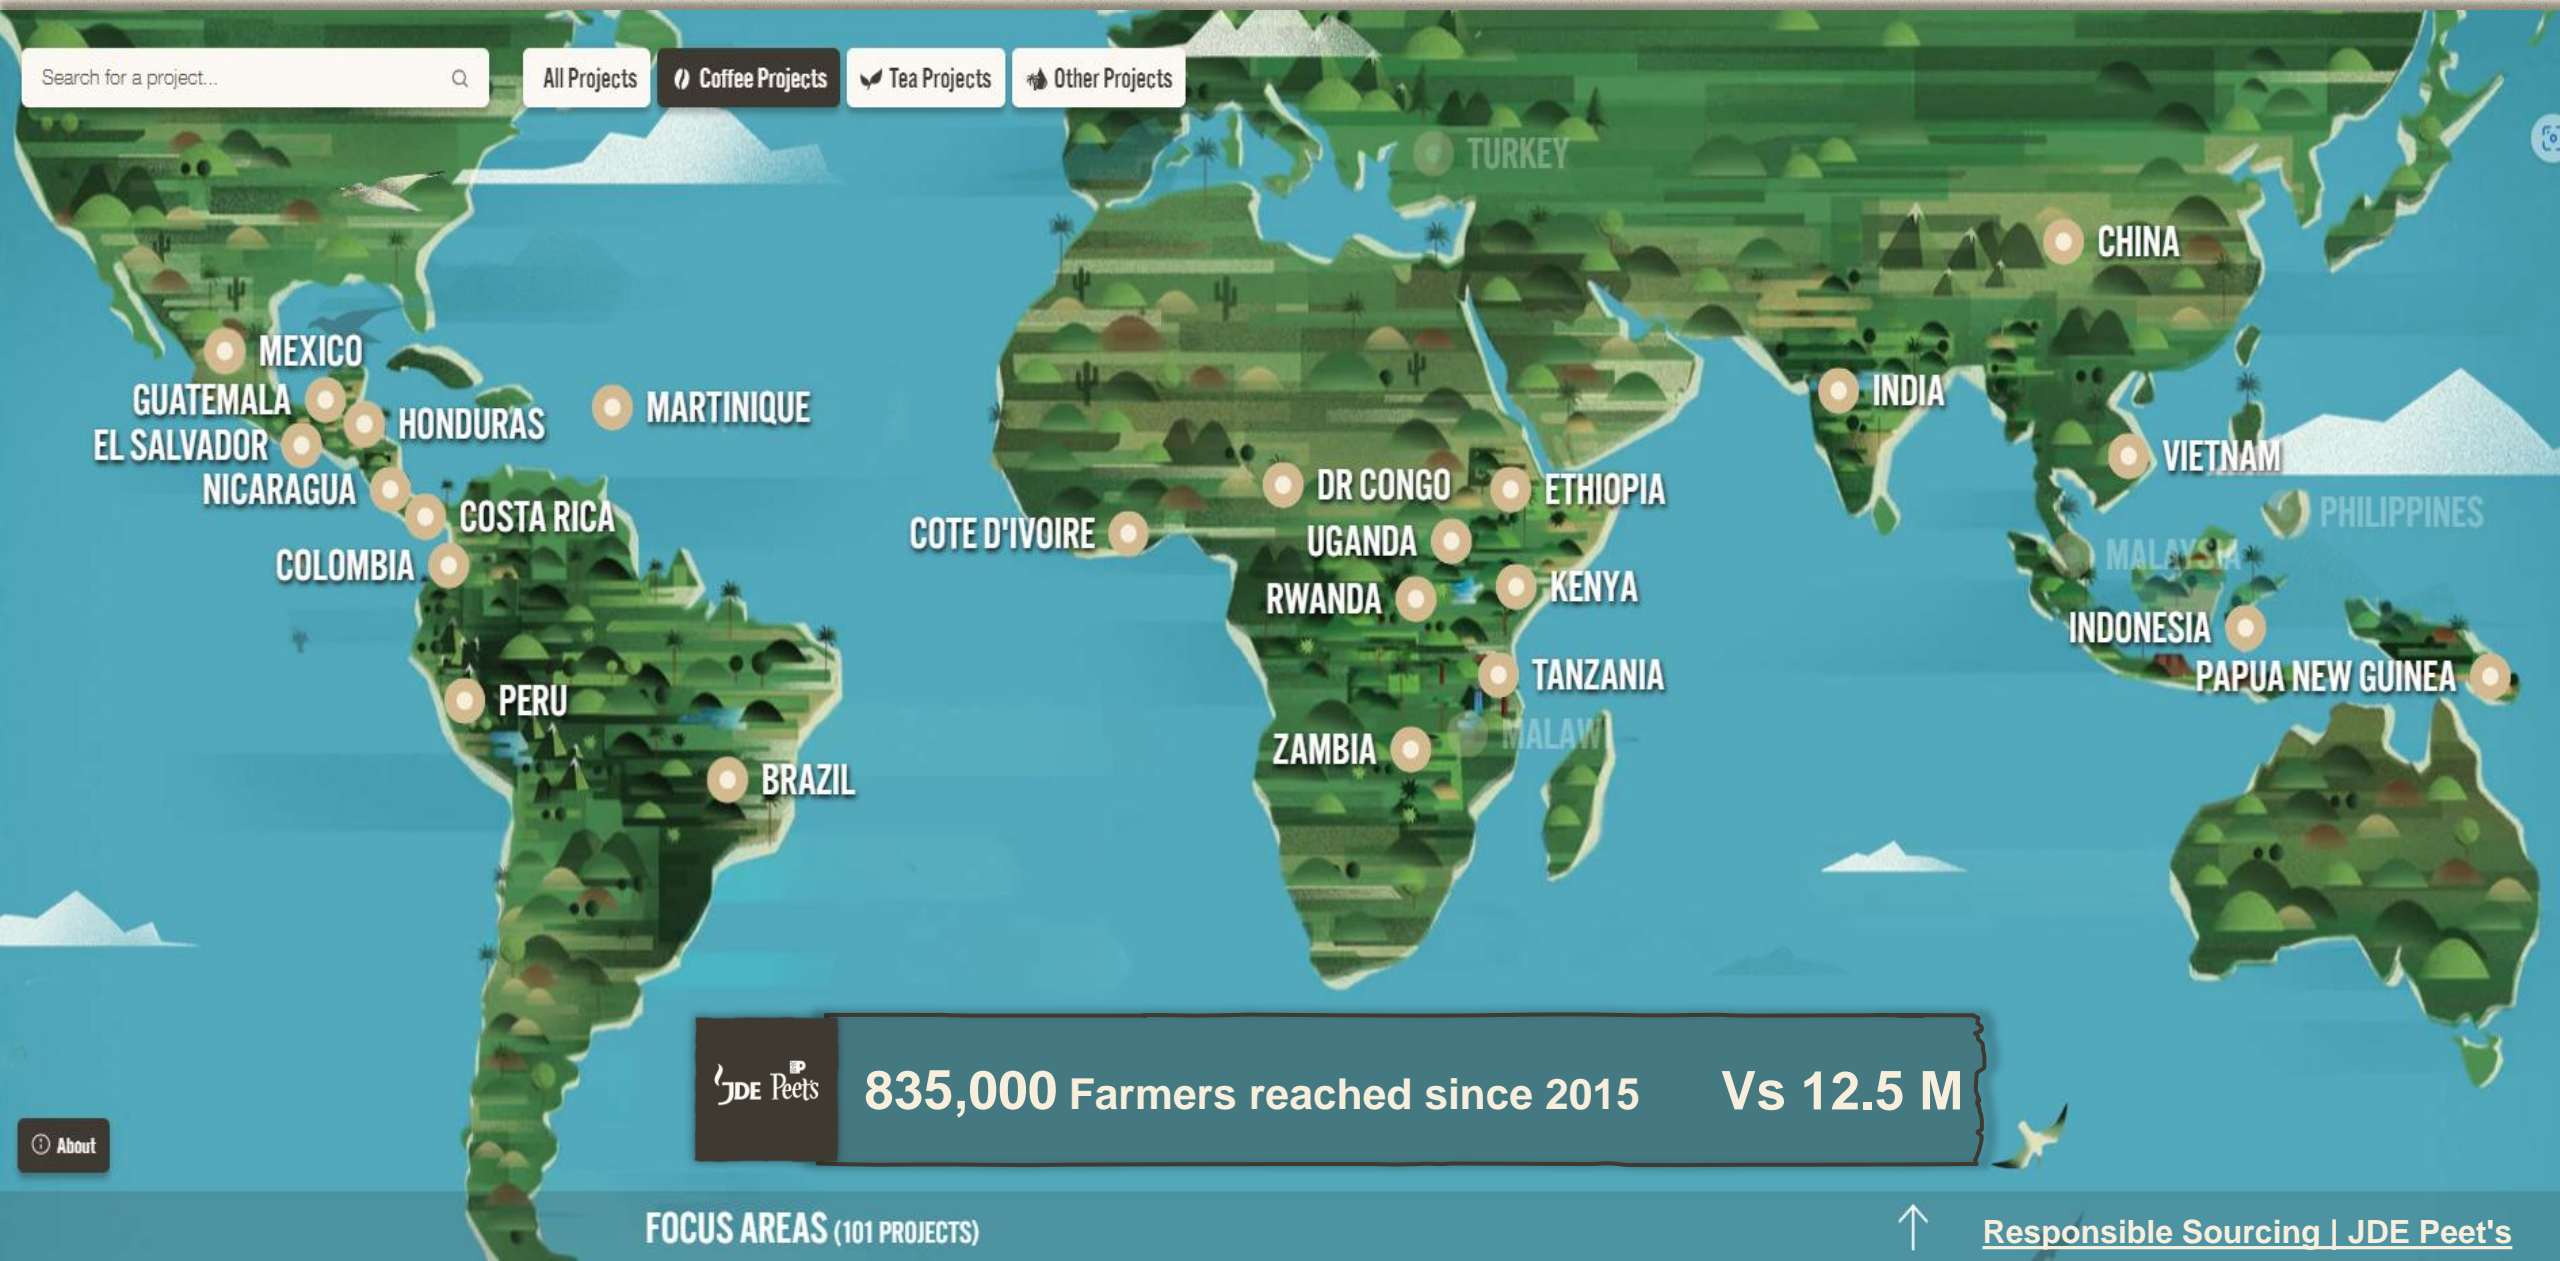 Search for a project...
All Projects
Coffee Projects
Tea Projects
Other Projects
TURKEY
CHINA
MEXICO
GUATEMALA
HONDURAS
MARTINIQUE
INDIA
EL SALVADOR
NICARAGUA
COSTA RICA
COLOMBIA
DR CONGO
ETHIOPIA
VIETNAM
COTE D'IVOIRE
UGANDA
PHILIPPINES
MALAYSIA
RWANDA
KENYA
INDONESIA
PERU
TANZANIA
PAPUA NEW GUINEA
ZAMBIA
MALAWI
BRAZIL
JDE Peet's
835,000 Farmers reached since 2015 Vs 12.5 M
About
FOCUS AREAS (101 PROJECTS)
Responsible Sourcing | JDE Peet's